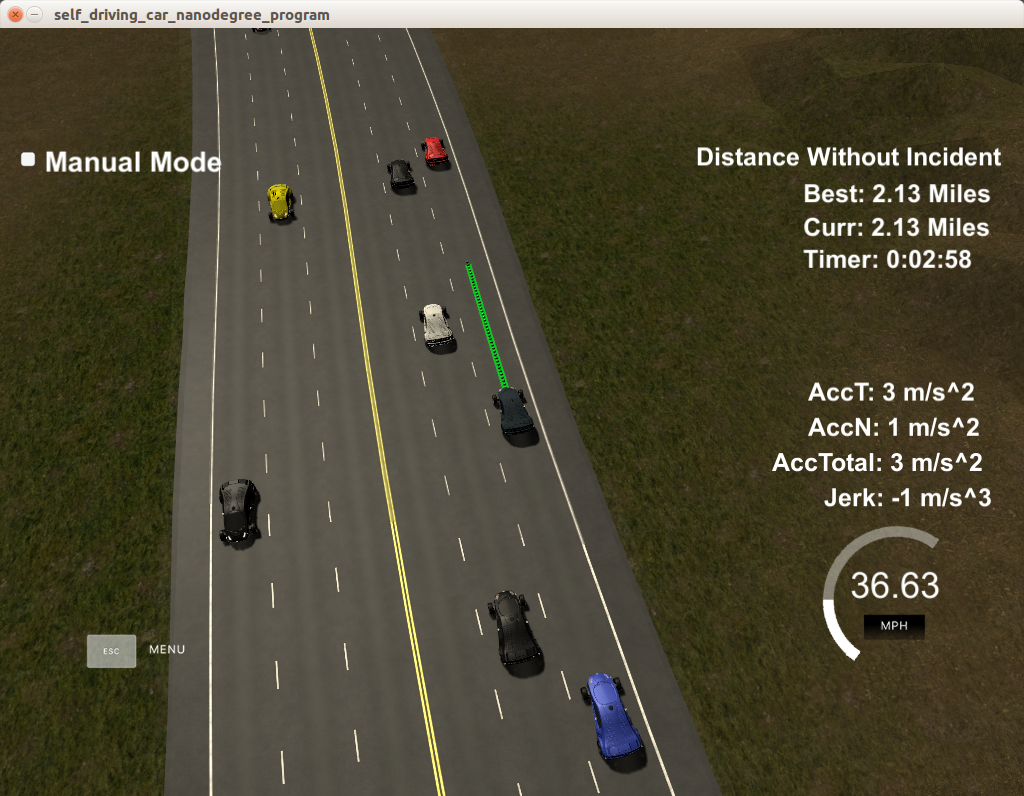 self_driving_car_nanodegree_program
Manual Mode
Distance Without Incident
Best: 2.13 Miles
Curr: 2.13 Miles
Timer: 0:02:58
AccT: 3 m/s^2
AccN: 1 m/s^2
AccTotal: 3 m/s^2
Jerk: -1 m/s^3
36.63
MPH
ESC MENU